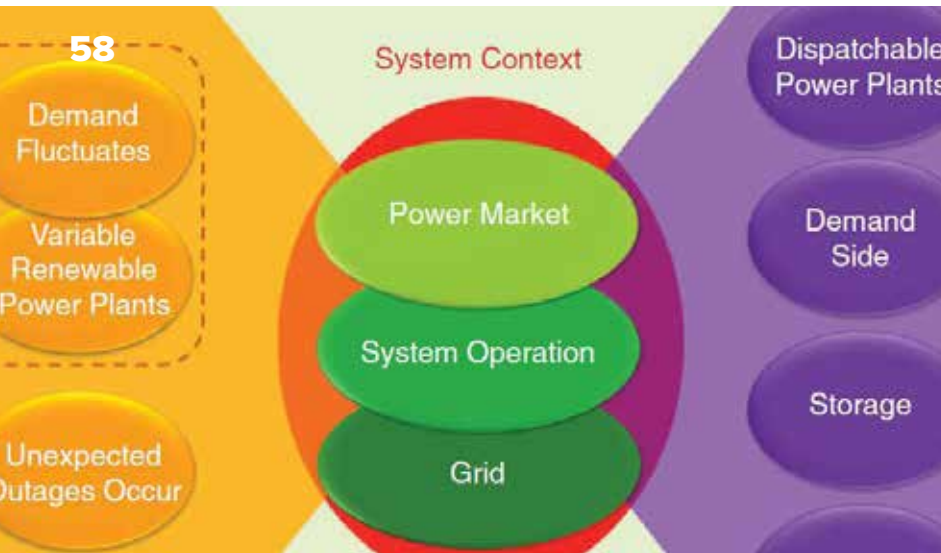 58
Demand
Fluctuates
Variable
Renewable
Power Plants
Unexpected
Outages Occur
System Context
Power Market
System Operation
Grid
Dispatchable
Power Plants
Demand
Side
Storage